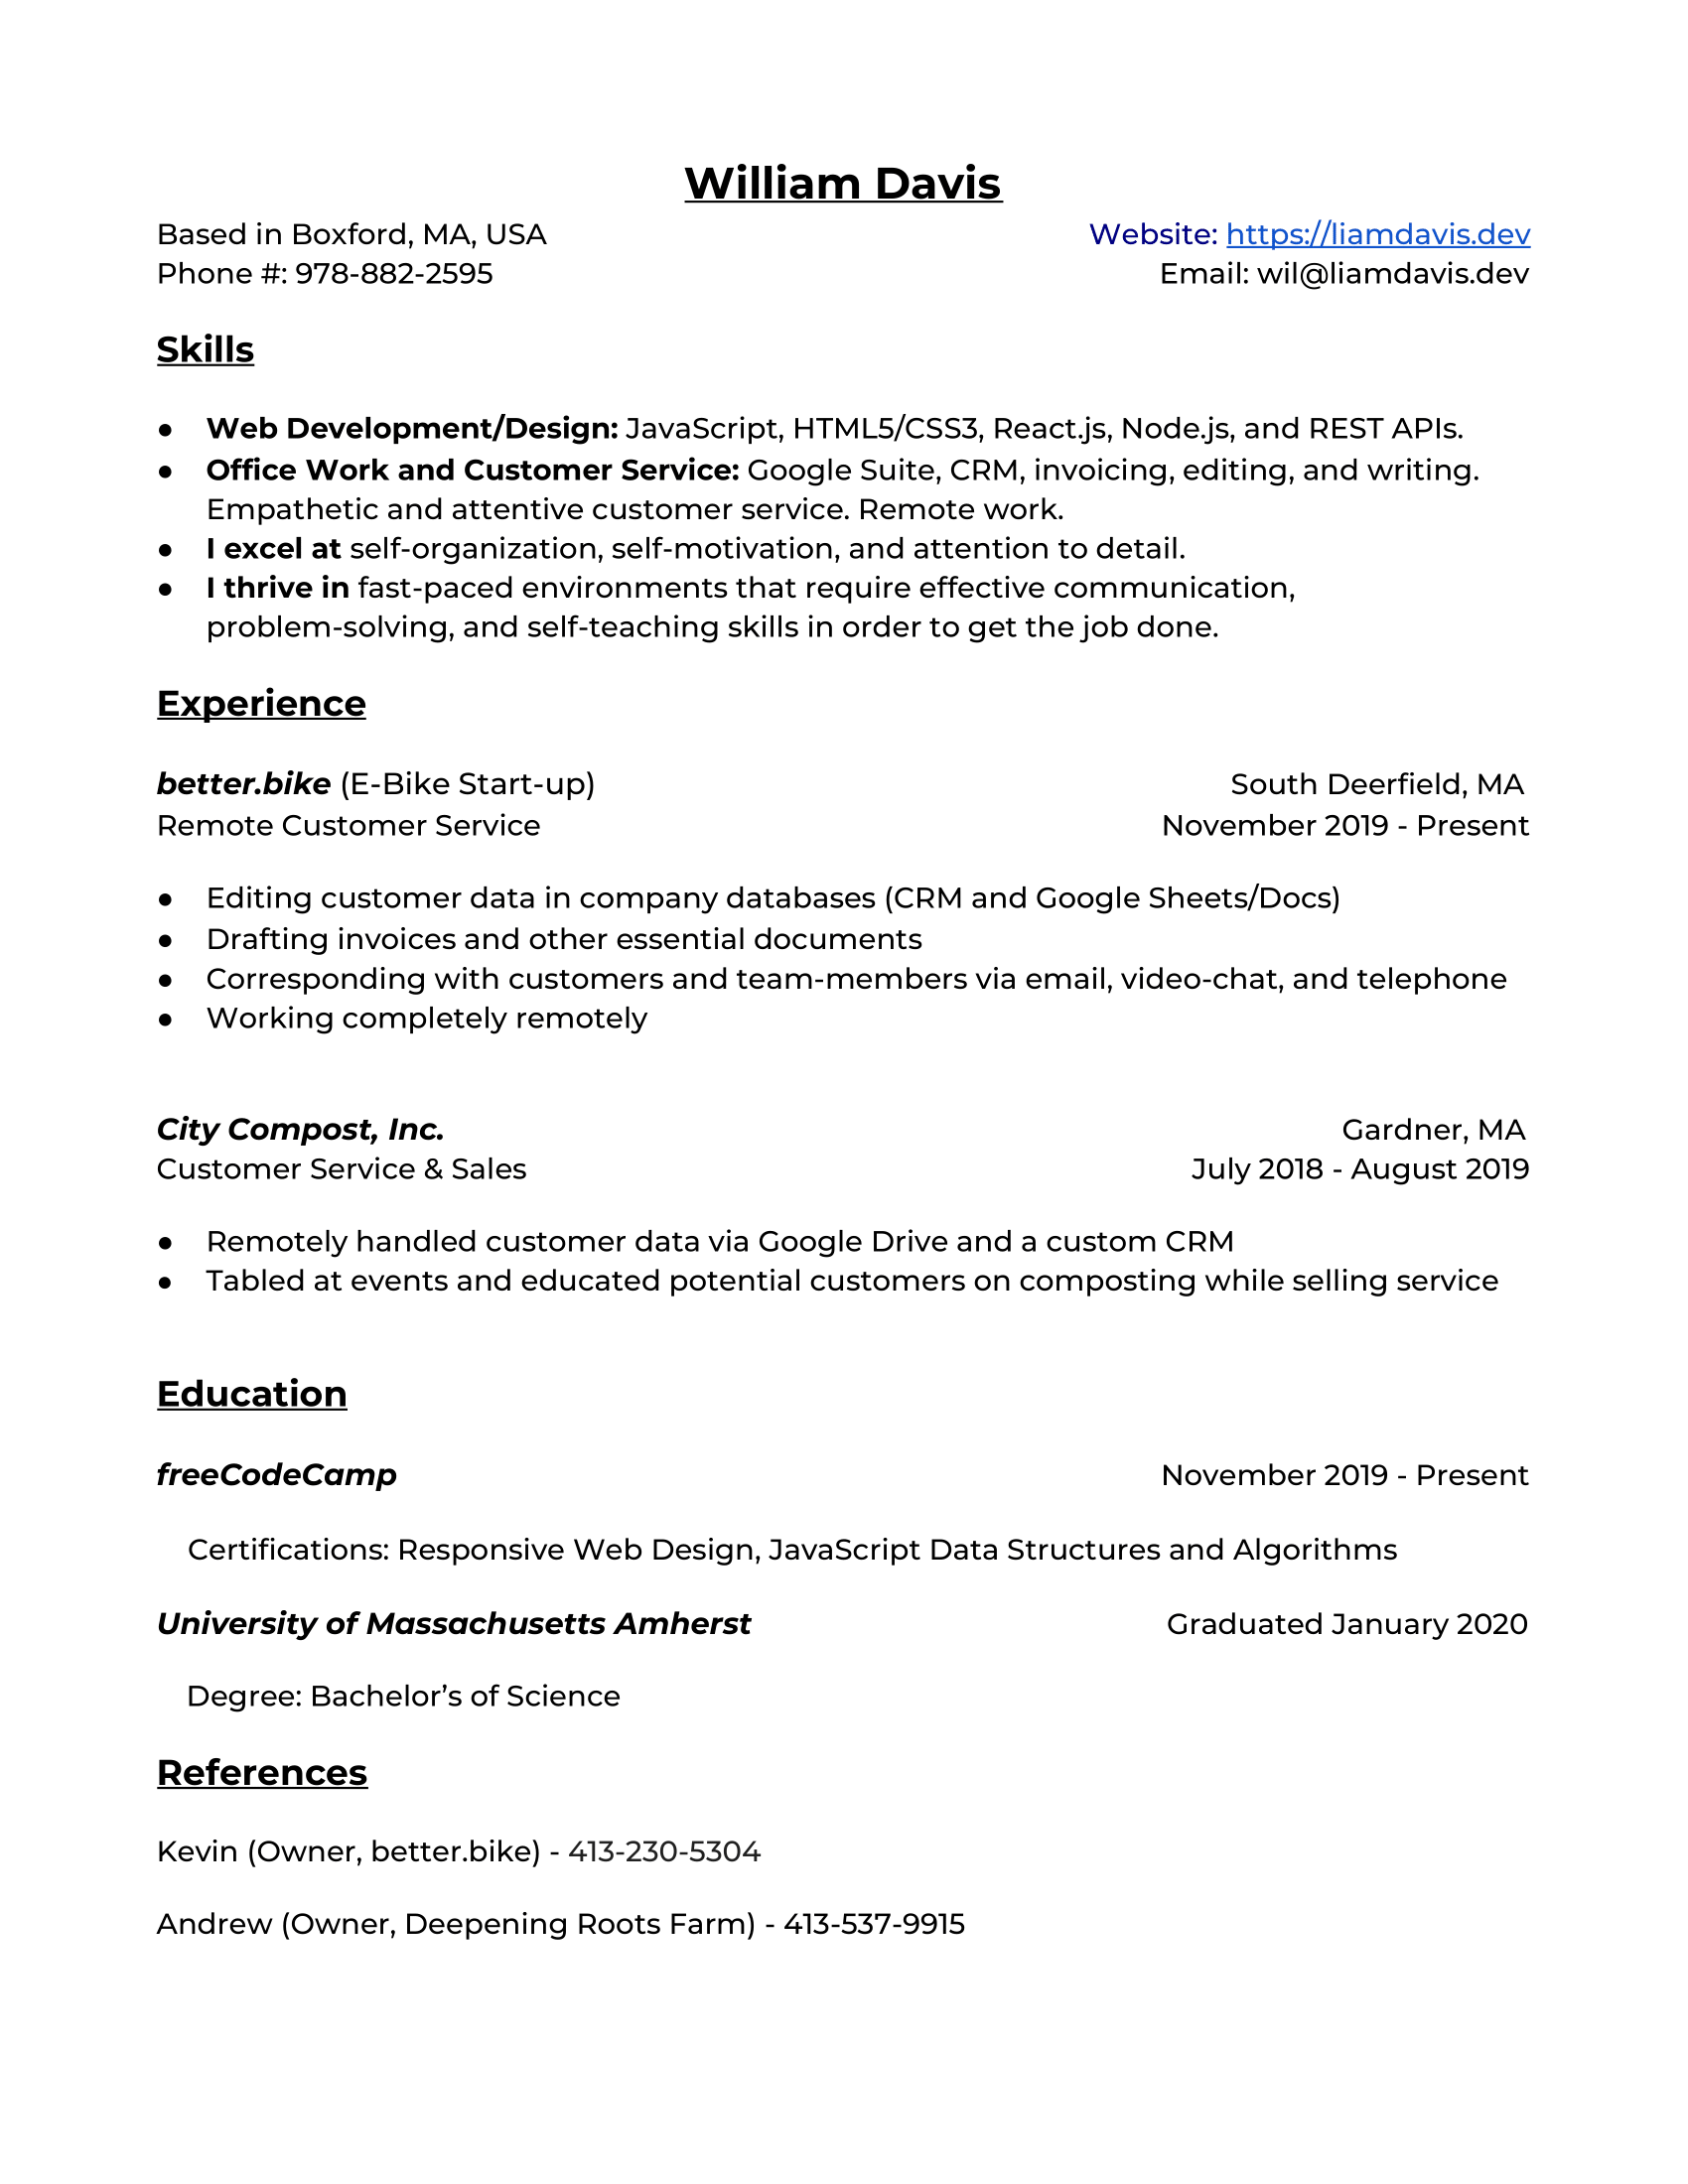 William Davis
Based in Boxford, MA, USA Website: https://liamdavis.dev
Phone #: 978-882-2595 Email: wil@liamdavis.dev
Skills
● Web Development/Design: JavaScript, HTML5/CSS3, React.js, Node.js, and REST APIs.
● Office Work and Customer Service: Google Suite, CRM, invoicing, editing, and writing.
Empathetic and attentive customer service. Remote work.
● I excel at self-organization, self-motivation, and attention to detail.
● I thrive in fast-paced environments that require effective communication,
problem-solving, and self-teaching skills in order to get the job done.
Experience
better.bike (E-Bike Start-up) South Deerfield, MA
Remote Customer Service November 2019 - Present
● Editing customer data in company databases (CRM and Google Sheets/Docs)
● Drafting invoices and other essential documents
● Corresponding with customers and team-members via email, video-chat, and telephone
● Working completely remotely
City Compost, Inc. Gardner, MA
Customer Service & Sales July 2018 - August 2019
● Remotely handled customer data via Google Drive and a custom CRM
● Tabled at events and educated potential customers on composting while selling service
Education
freeCodeCamp November 2019 - Present
Certifications: Responsive Web Design, JavaScript Data Structures and Algorithms
University of Massachusetts Amherst Graduated January 2020
Degree: Bachelor’s of Science
References
Kevin (Owner, better.bike) - 413-230-5304
Andrew (Owner, Deepening Roots Farm) - 413-537-9915